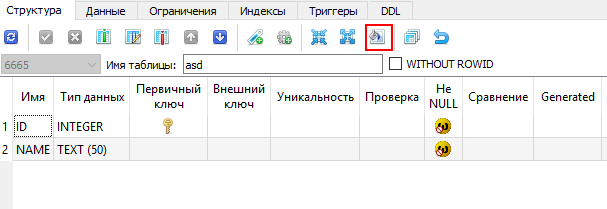 Структура Данные Ограничения Индексы Триггеры DDL
6665 Имя таблицы: asd WITHOUT ROWID
Имя Тип данных Первичный ключ Внешний ключ Уникальность Проверка Не NULL Сравнение Generated
1 ID INTEGER
2 NAME TEXT (50)